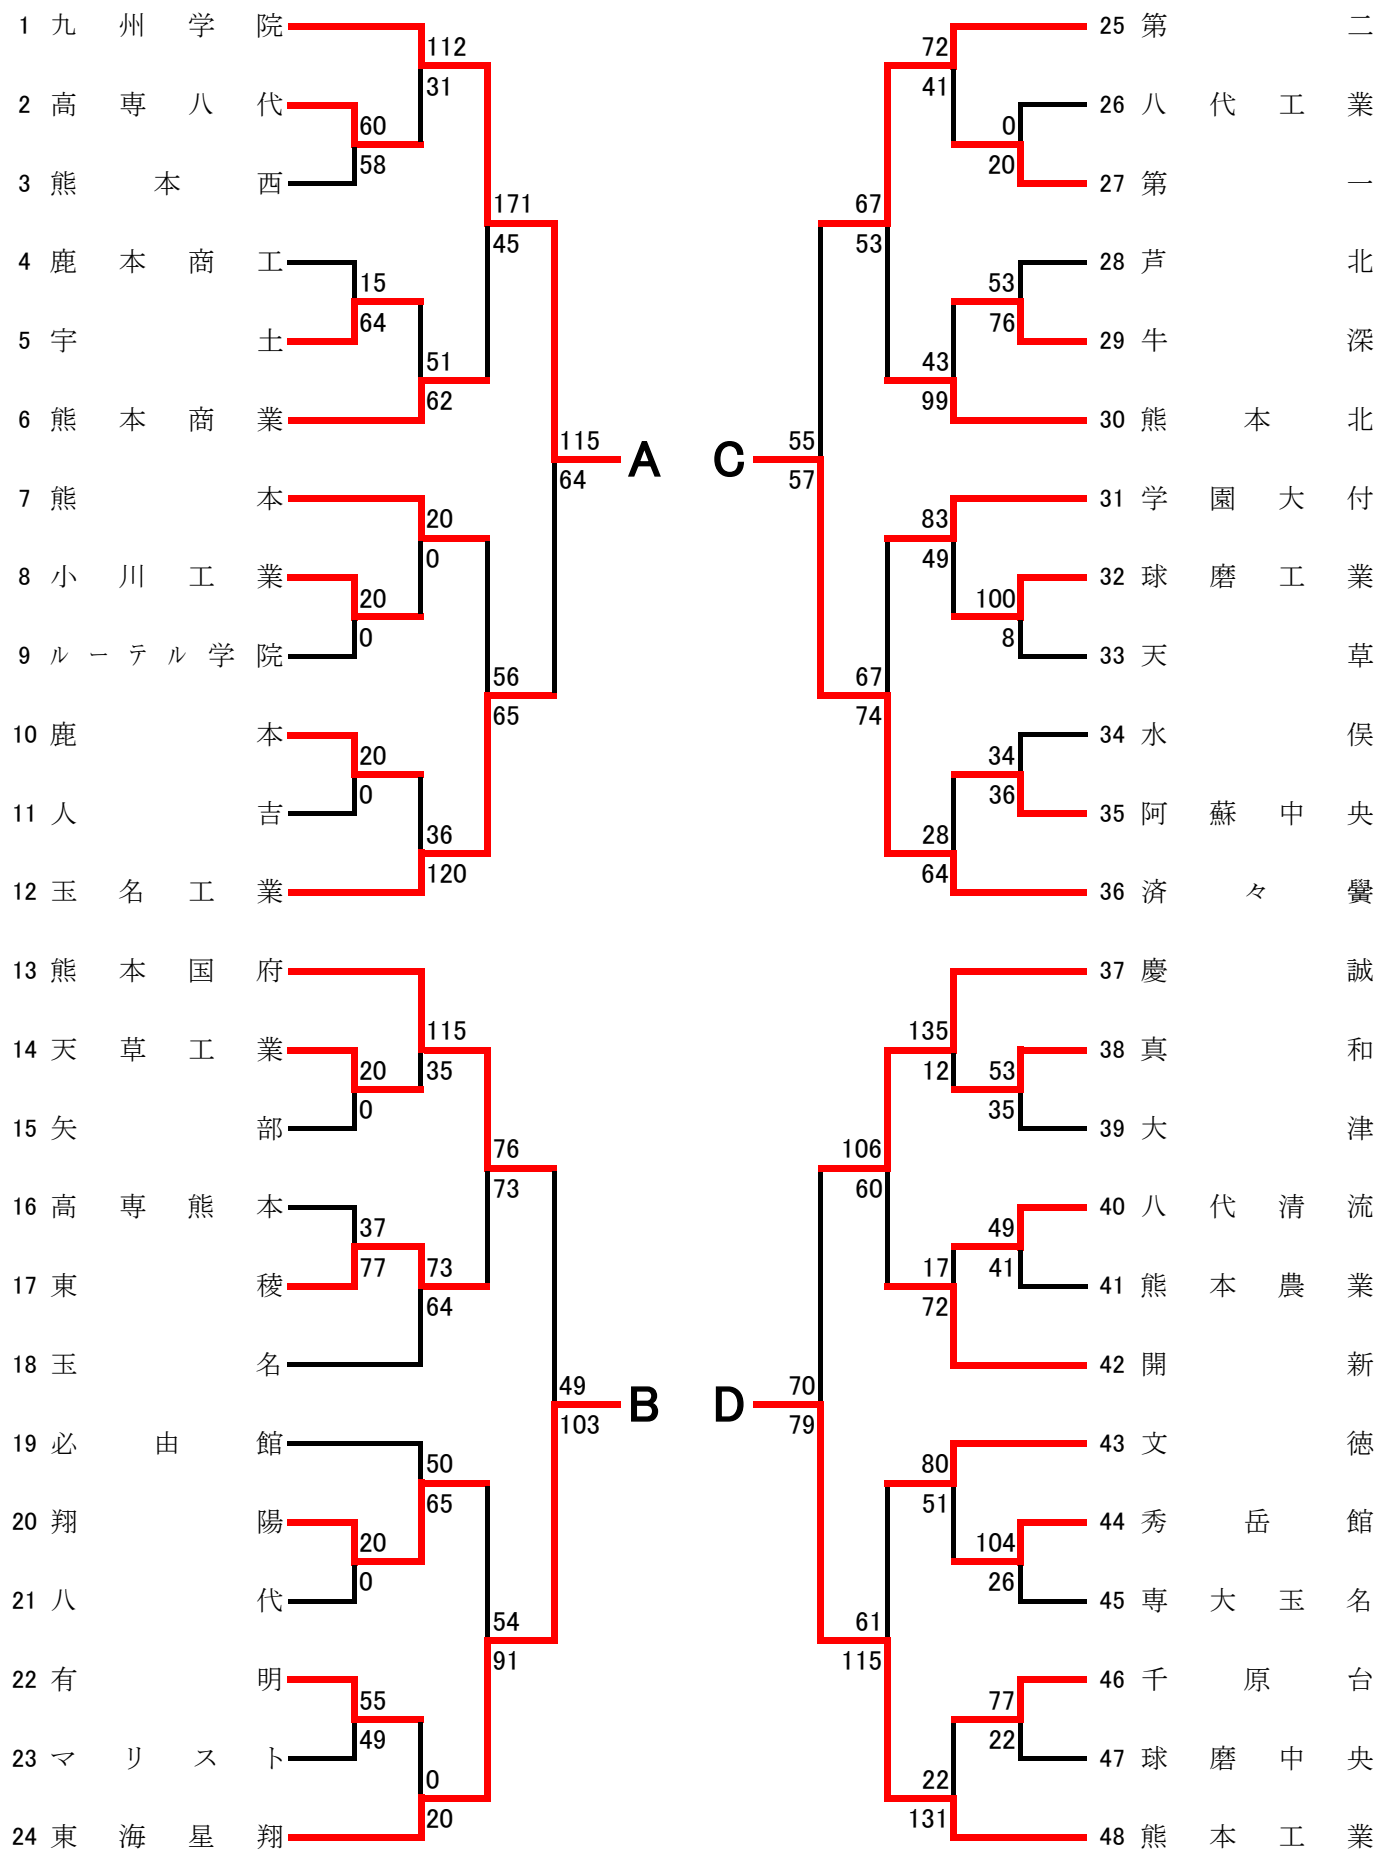 1 九州学院
112
31
2 高専八代
60
58
3 熊本西
171
45
4 鹿本商工
15
64
5 宇土
51
62
6 熊本商業
115
64
A
7 熊本
20
0
8 小川工業
20
0
9 ルーテル学院
56
65
10 鹿本
20
0
11 人吉
36
120
12 玉名工業
13 熊本国府
115
35
14 天草工業
20
0
15 矢部
76
73
16 高専熊本
37
77
17 東稜
73
64
18 玉名
49
103
B
19 必由館
50
65
20 翔陽
20
0
21 八代
54
91
22 有明
55
49
23 マリスト
0
20
24 東海星翔
25 第二
72
41
26 八代工業
0
20
27 第一
67
53
28 芦北
53
76
29 牛深
43
99
30 熊本北
55
57
C
31 学園大付
83
49
32 球磨工業
100
8
33 天草
67
74
34 水俣
34
36
35 阿蘇中央
28
64
36 済々黌
37 慶誠
135
12
38 真和
53
35
39 大津
106
60
40 八代清流
49
41
41 熊本農業
17
72
42 開新
70
79
D
43 文徳
80
51
44 秀岳館
104
26
45 専大玉名
61
115
46 千原台
77
22
47 球磨中央
22
131
48 熊本工業